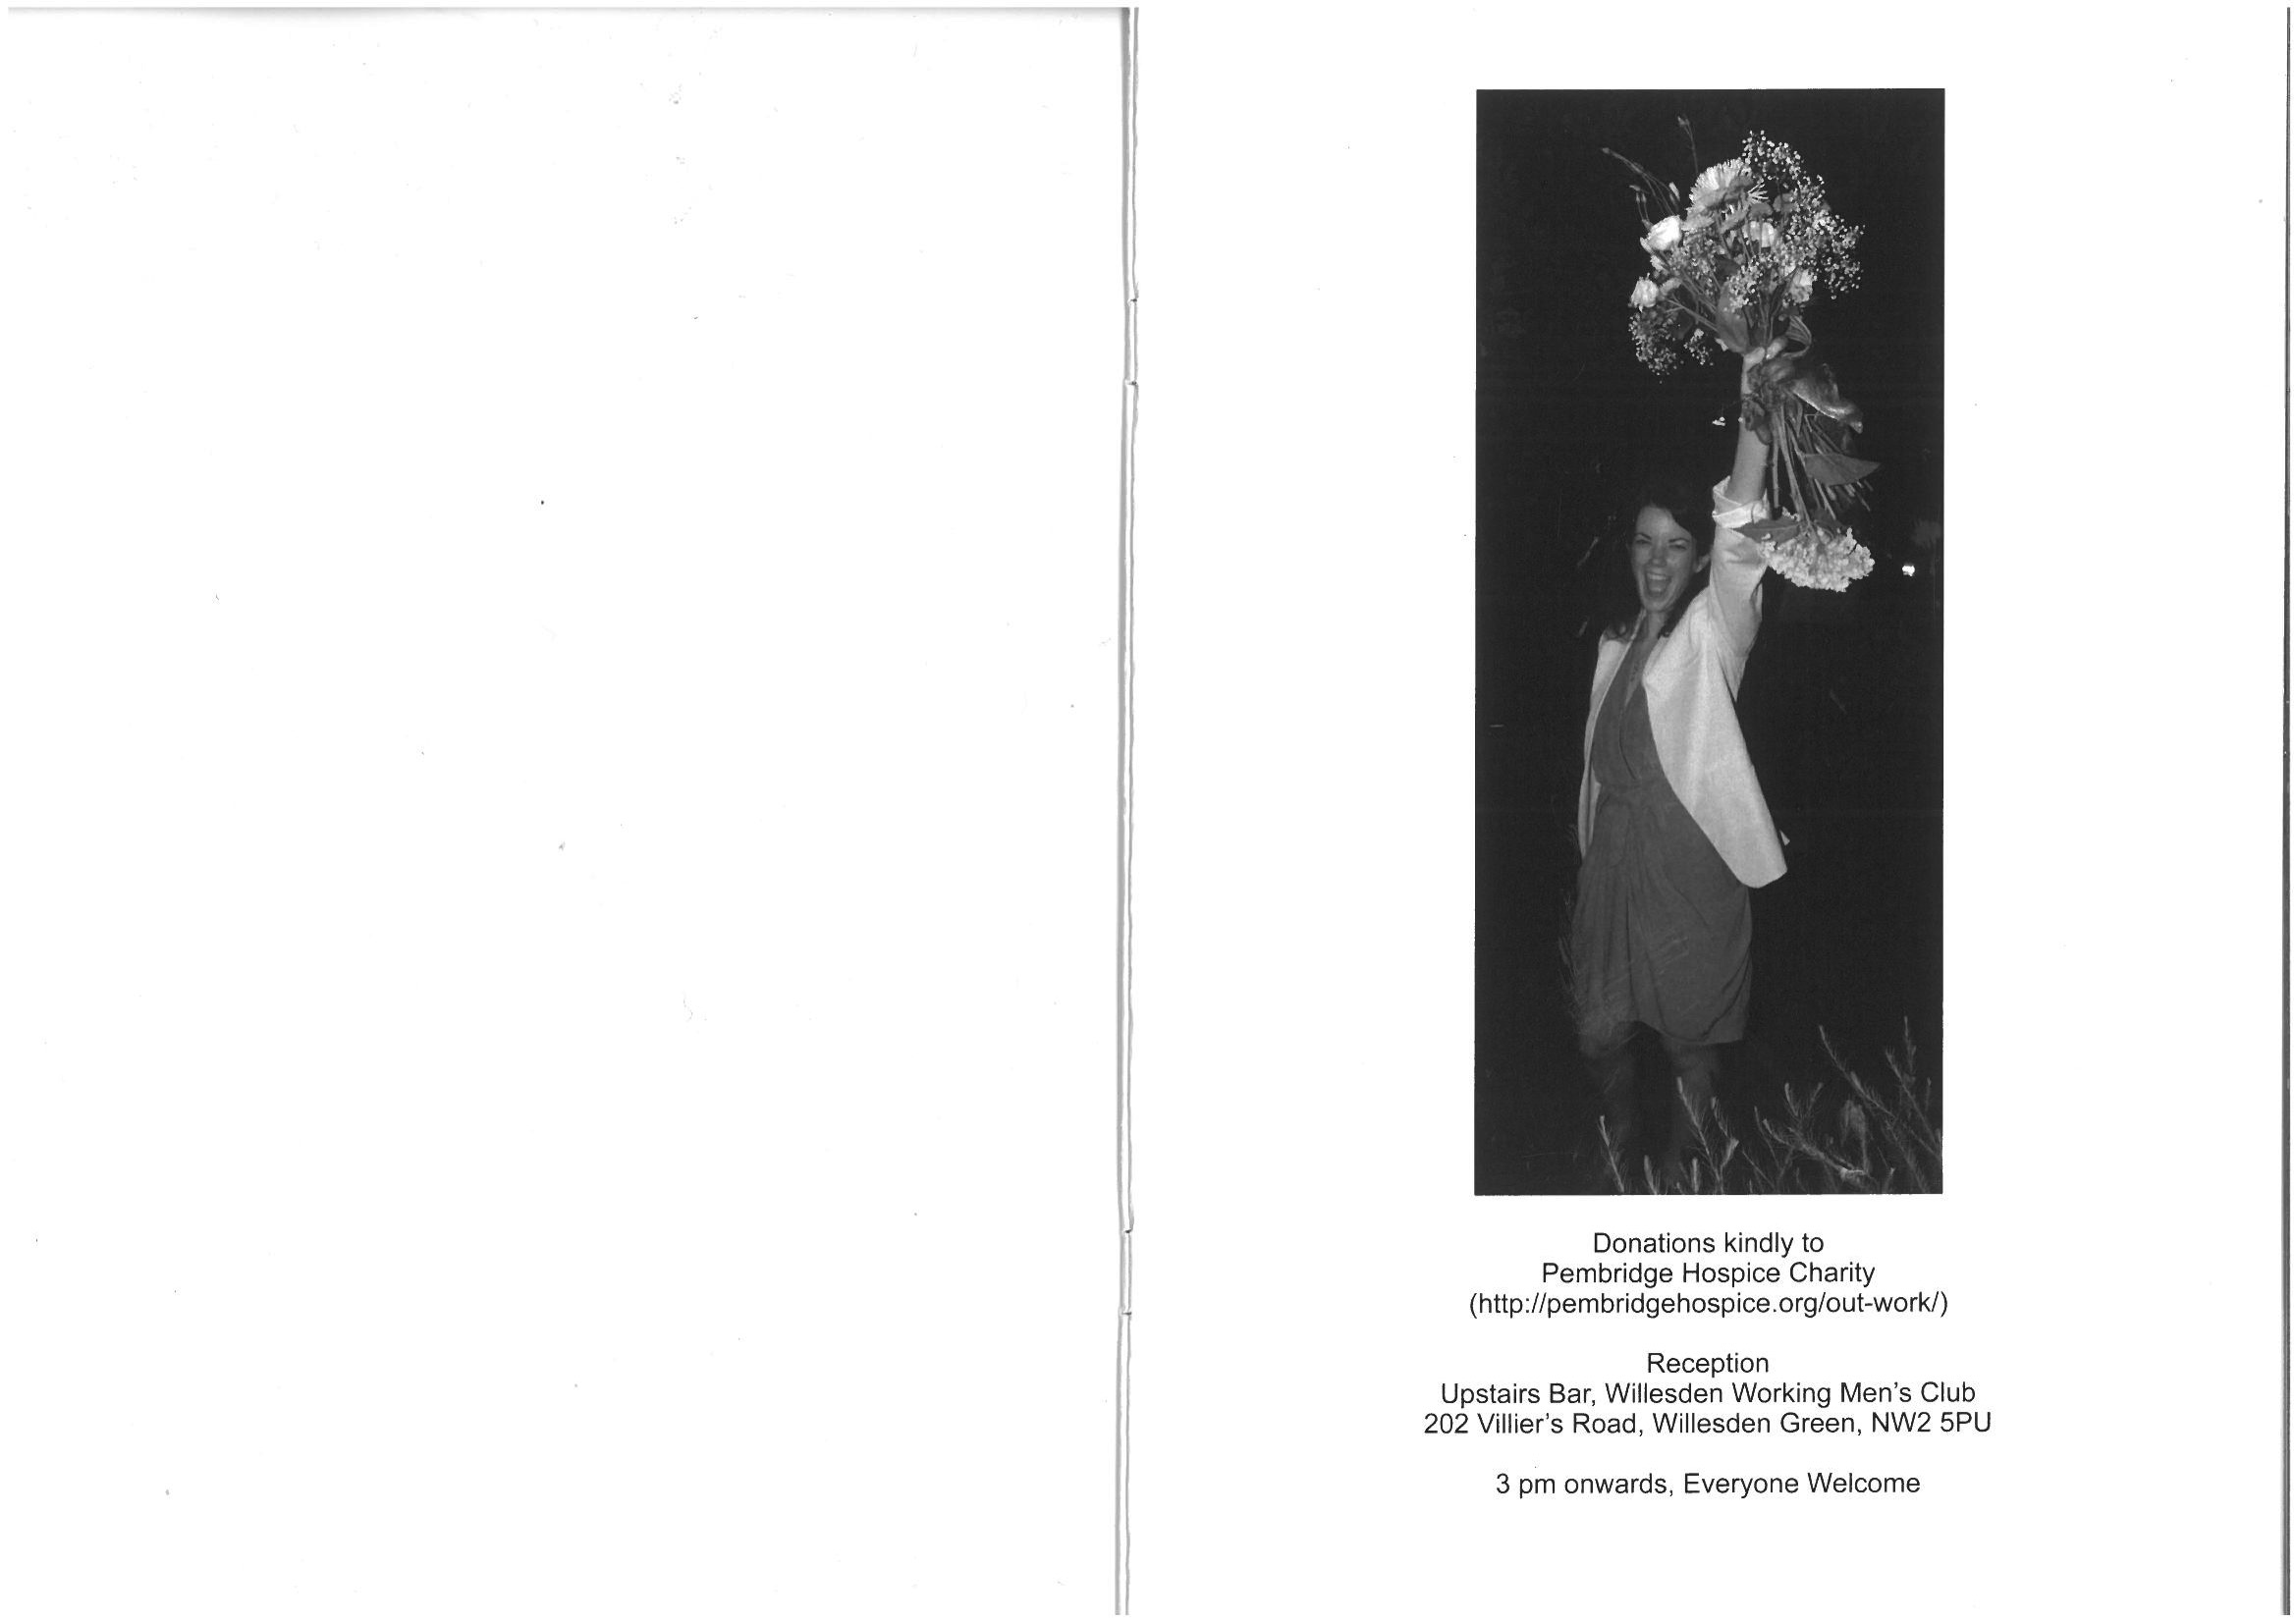 Donations kindly to
Pembridge Hospice Charity
(http://pembridgehospice.org/out-work/)
Reception
Upstairs Bar, Willesden Working Men's Club
202 Villier's Road, Willesden Green, NW2 5PU
3 pm onwards, Everyone Welcome